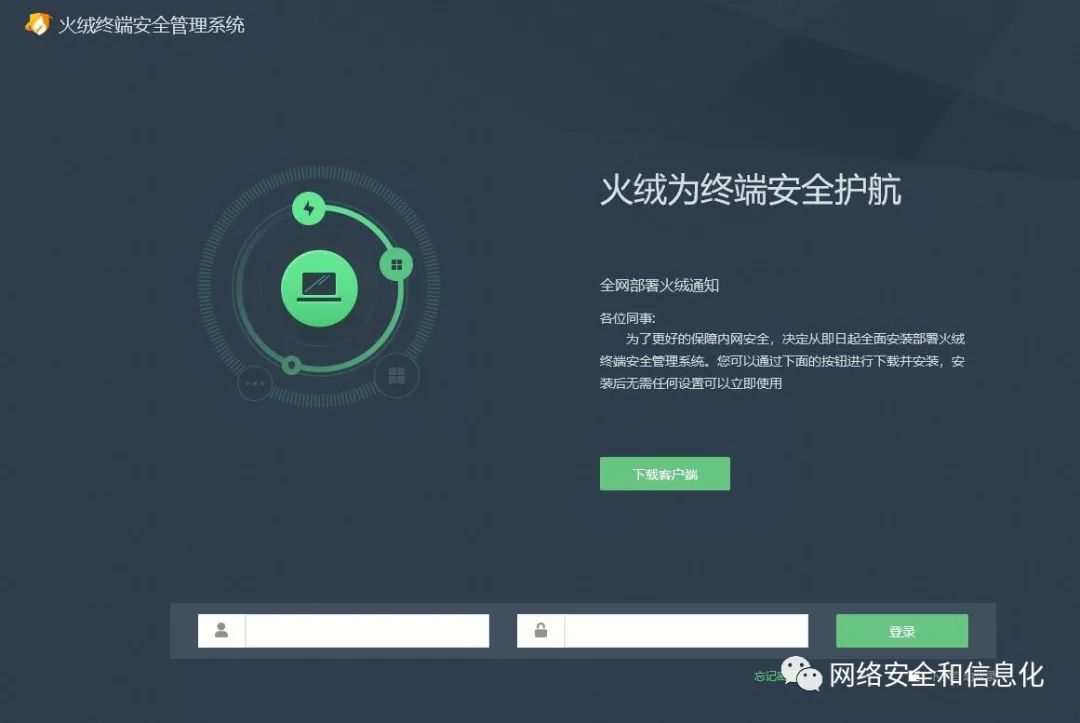 火绒终端安全管理系统
火绒为终端安全护航
全网部署火绒通知
各位同事:
为了更好的保障内网安全，决定从即日起全面安装部署火绒
终端安全管理系统。您可以通过下面的按钮进行下载并安装，安
装后无需任何设置可以立即使用
下载客户端
登录
忘记
网络安全和信息化